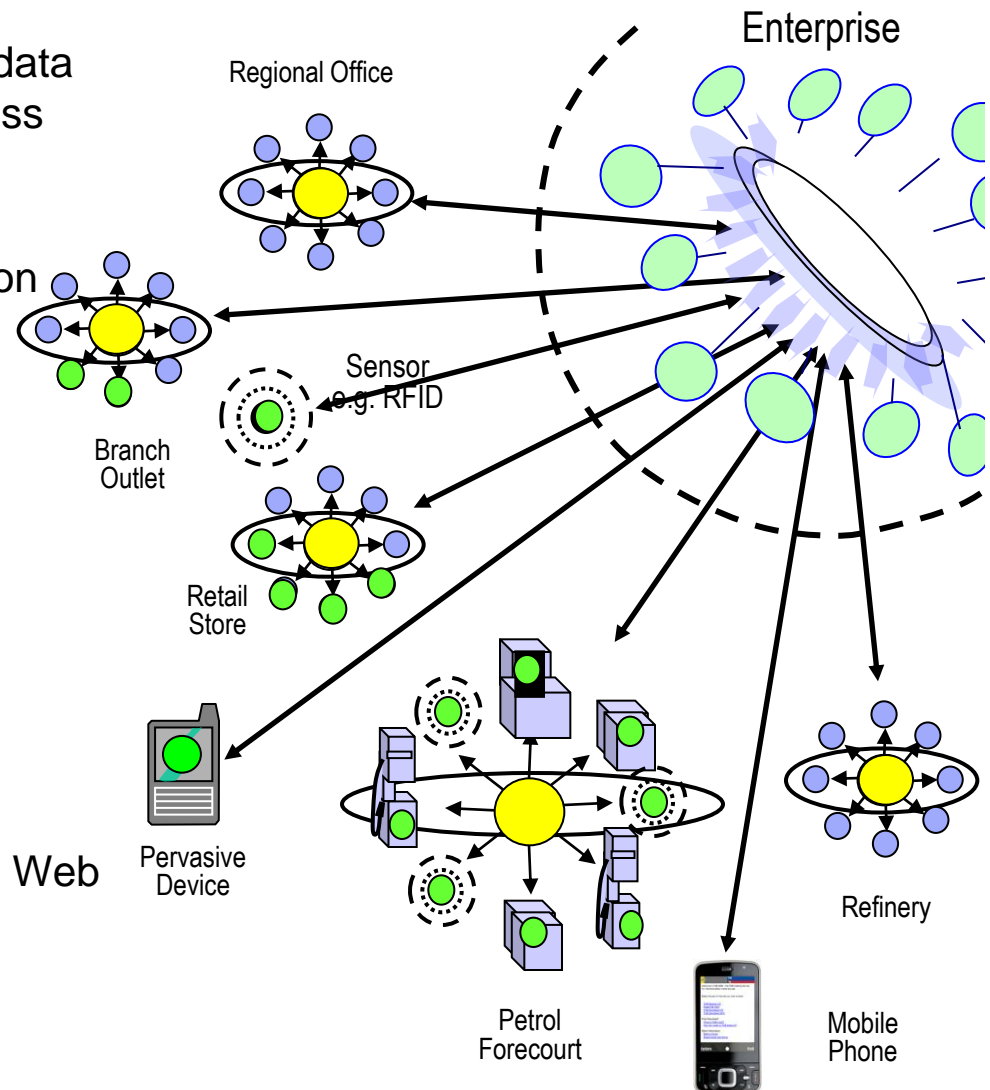 Enterprise
data
ss
Regional Office
on
Sensor
e.g. RFID
Branch
Outlet
Retail
Store
Web
Pervasive
Device
Refinery
Petrol
Forecourt
Mobile
Phone